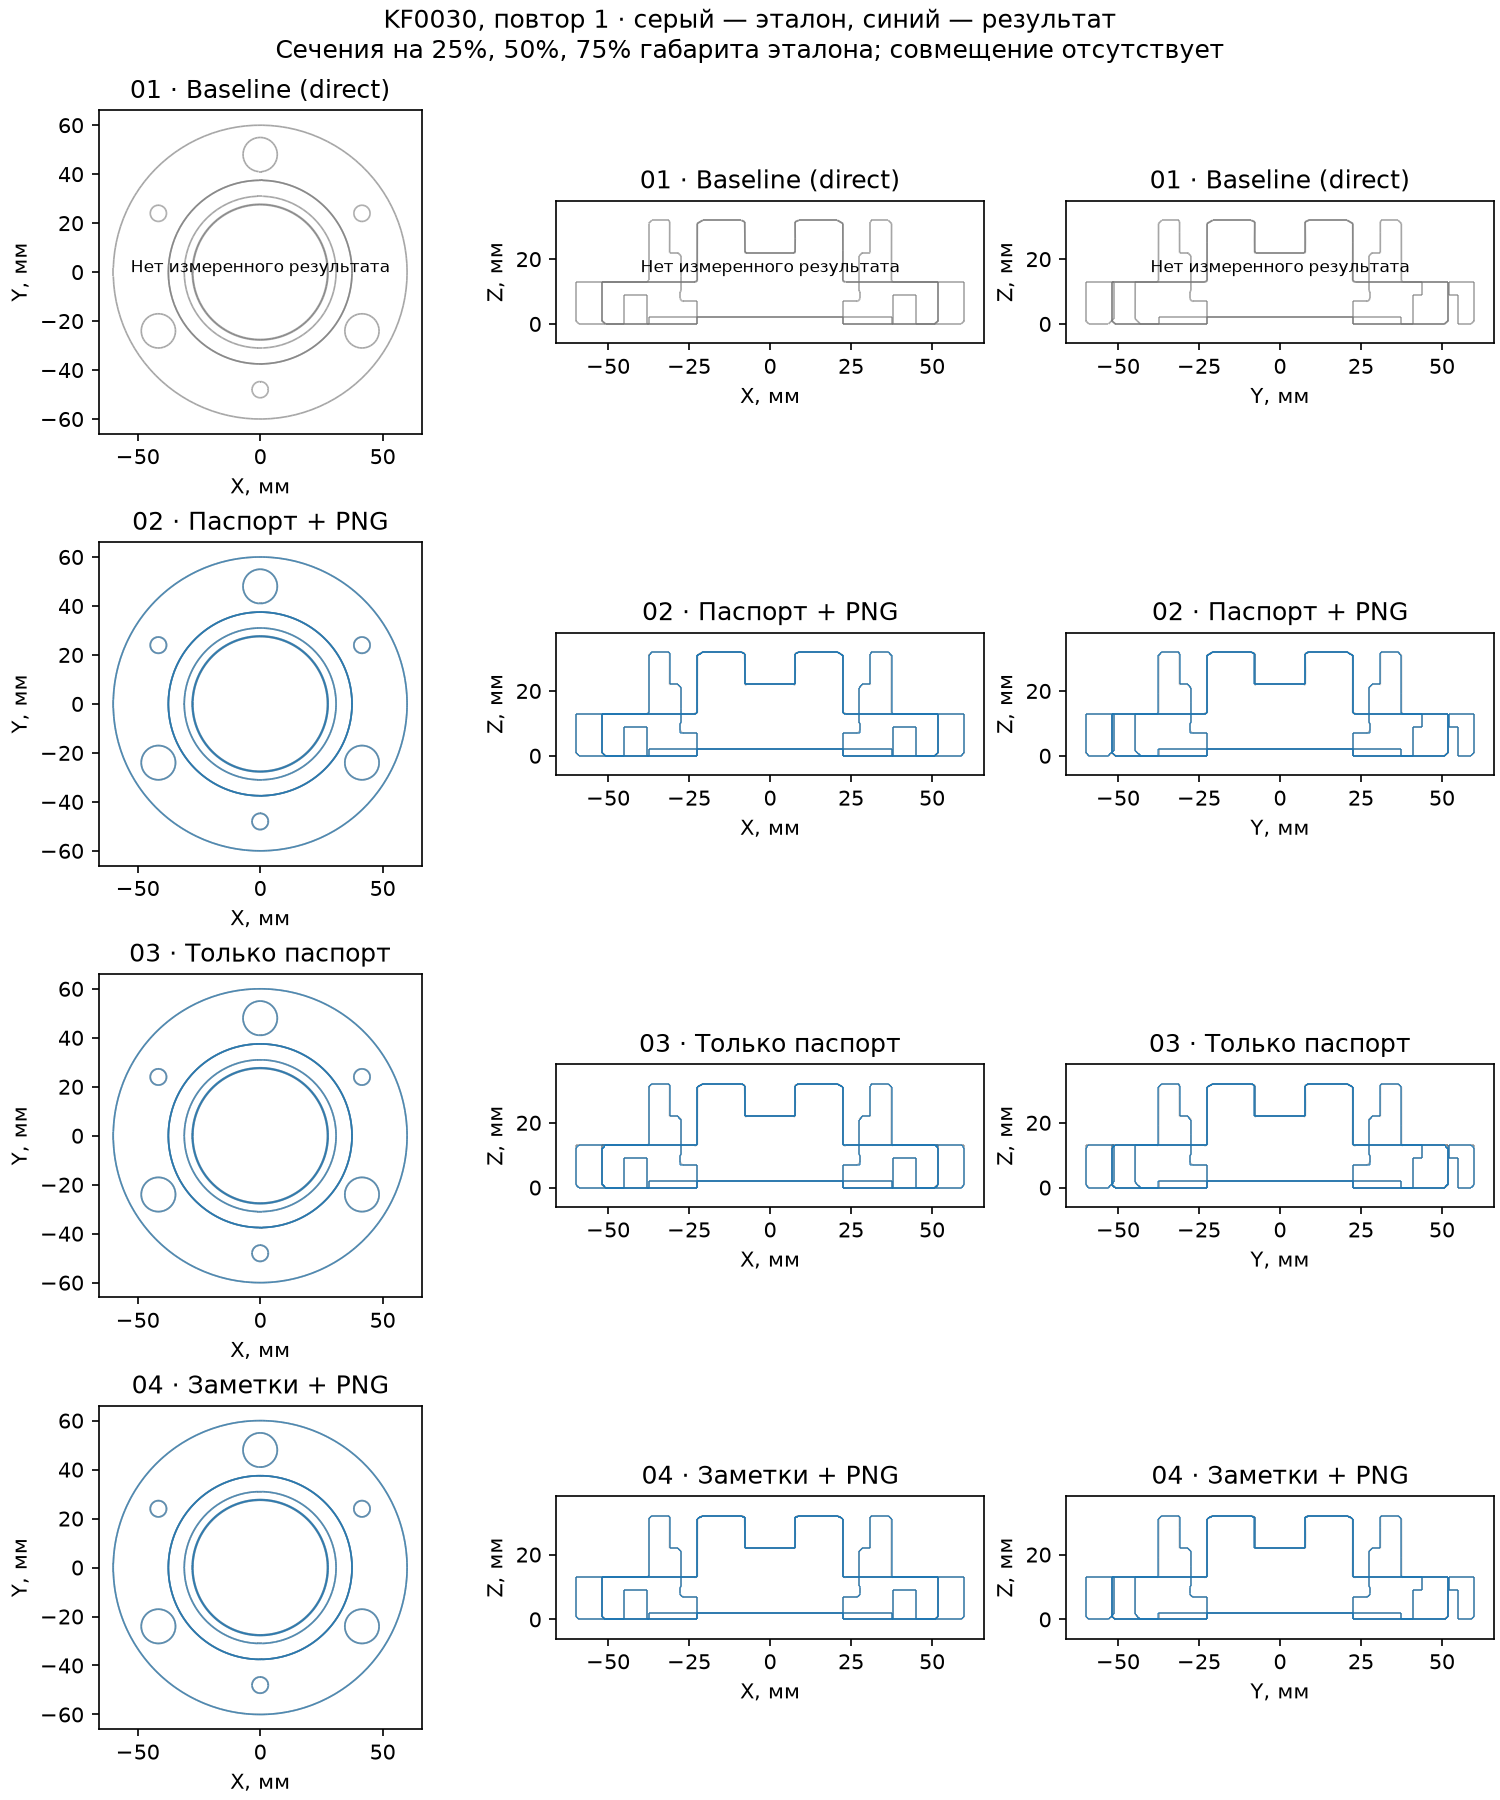 KF0030, повтор 1 · серый — эталон, синий — результат
Сечения на 25%, 50%, 75% габарита эталона; совмещение отсутствует
01 · Baseline (direct)
60
40
20
0
−20
−40
−60
Y, мм
Нет измеренного результата
−50
0
50
X, мм
01 · Baseline (direct)
20
0
Z, мм
Нет измеренного результата
−50
−25
0
25
50
X, мм
01 · Baseline (direct)
20
0
Z, мм
Нет измеренного результата
−50
−25
0
25
50
Y, мм
02 · Паспорт + PNG
60
40
20
0
−20
−40
−60
Y, мм
−50
0
50
X, мм
02 · Паспорт + PNG
20
0
Z, мм
−50
−25
0
25
50
X, мм
02 · Паспорт + PNG
20
0
Z, мм
−50
−25
0
25
50
Y, мм
03 · Только паспорт
60
40
20
0
−20
−40
−60
Y, мм
−50
0
50
X, мм
03 · Только паспорт
20
0
Z, мм
−50
−25
0
25
50
X, мм
03 · Только паспорт
20
0
Z, мм
−50
−25
0
25
50
Y, мм
04 · Заметки + PNG
60
40
20
0
−20
−40
−60
Y, мм
−50
0
50
X, мм
04 · Заметки + PNG
20
0
Z, мм
−50
−25
0
25
50
X, мм
04 · Заметки + PNG
20
0
Z, мм
−50
−25
0
25
50
Y, мм